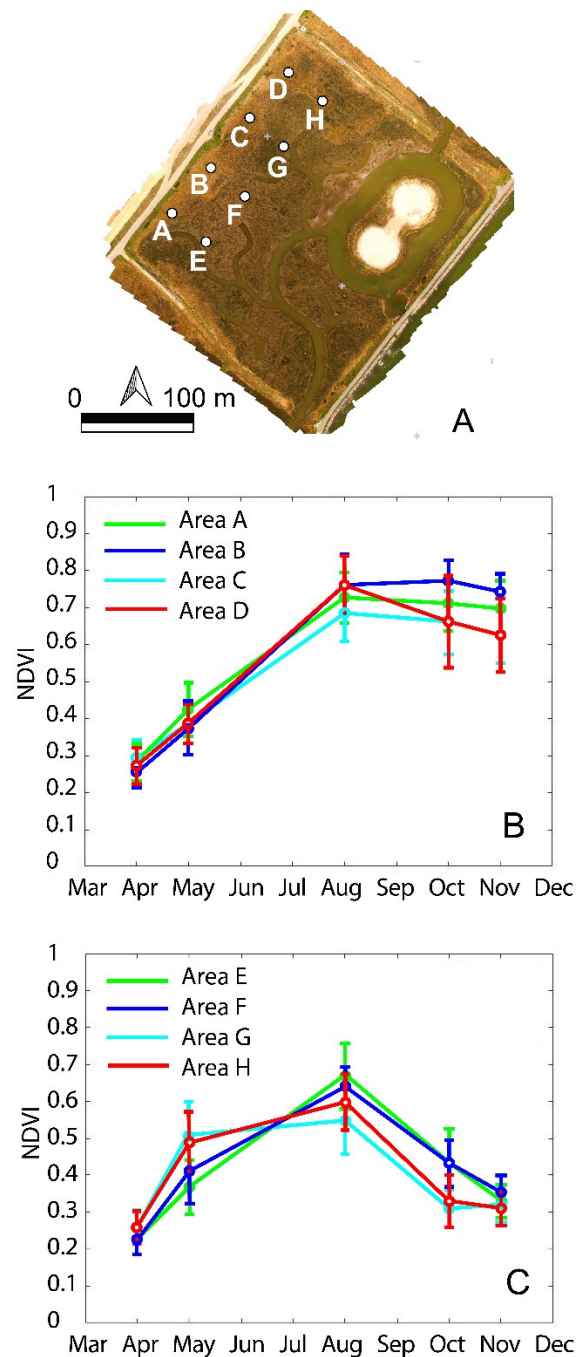 D
H
C
G
B
F
A
E
0 100 m
A
1
0.9
0.8
0.7
0.6
0.5
0.4
0.3
0.2
0.1
0
NDVI
Area A
Area B
Area C
Area D
B
Mar Apr May Jun Jul Aug Sep Oct Nov Dec
1
0.9
0.8
0.7
0.6
0.5
0.4
0.3
0.2
0.1
0
NDVI
Area E
Area F
Area G
Area H
C
Mar Apr May Jun Jul Aug Sep Oct Nov Dec